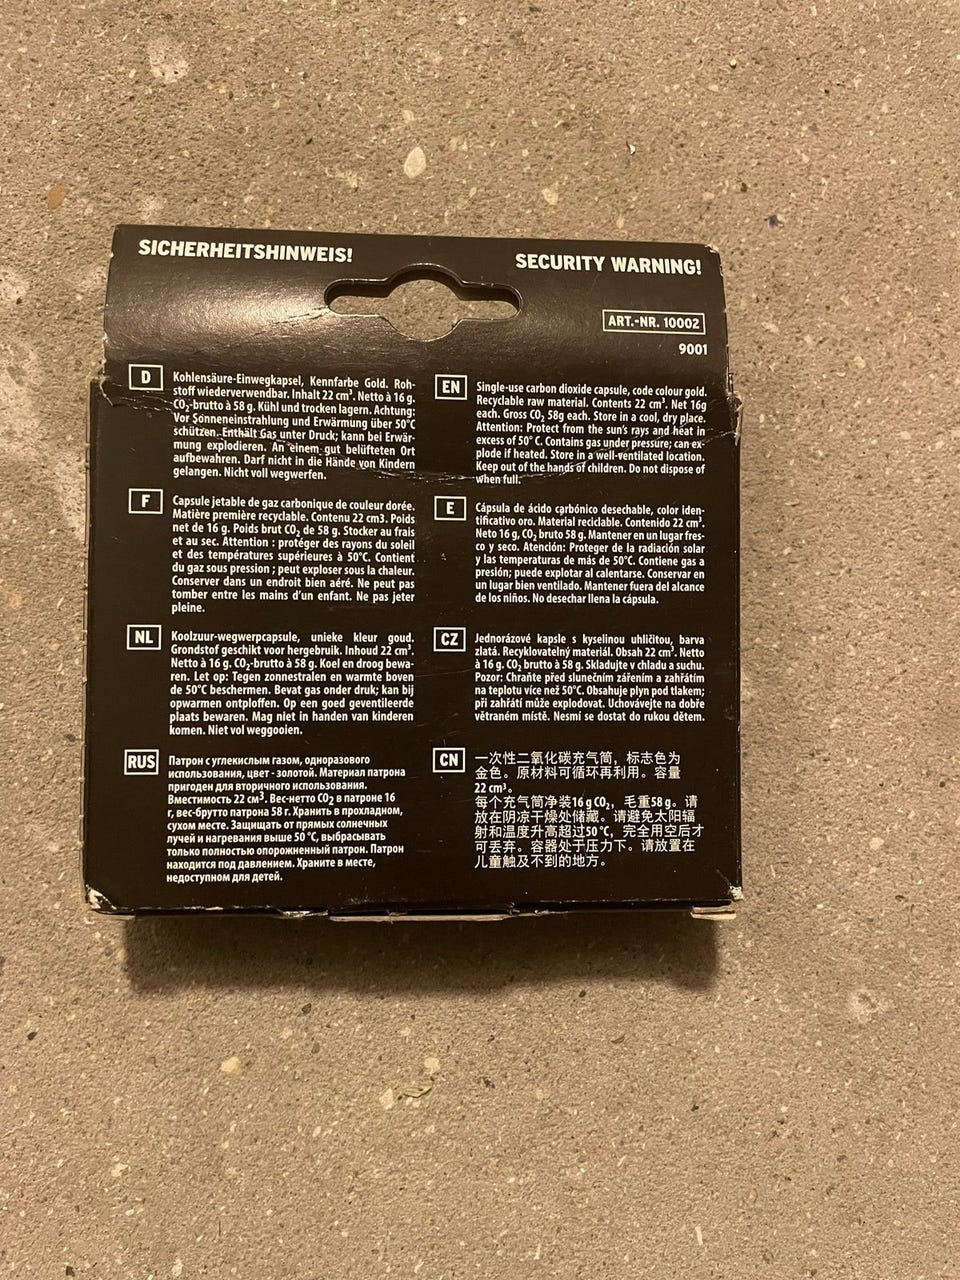 SICHERHEITSHINWEIS!
SECURITY WARNING!
ART.-NR. 10002
9001
D
Kohlensäure-Einwegkapsel, Kennfarbe Gold. Roh-
stoff wiederverwendbar. Inhalt 22 cm³. Netto à 16 g.
CO₂-brutto à 58 g. Kühl und trocken lagern. Achtung:
Vor Sonneneinstrahlung und Erwärmung über 50°C
schützen. Enthält Gas unter Druck; kann bei Erwär-
mung explodieren. An einem gut belüfteten Ort
aufbewahren. Darf nicht in die Hände von Kindern
gelangen. Nicht voll wegwerfen.
EN
Single-use carbon dioxide capsule, code colour gold.
Recyclable raw material. Contents 22 cm³. Net 16g
each. Gross CO₂ 58g each. Store in a cool, dry place.
Attention: Protect from the sun's rays and heat in
excess of 50° C. Contains gas under pressure; can ex-
plode if heated. Store in a well-ventilated location.
Keep out of the hands of children. Do not dispose of
when full.
F
Capsule jetable de gaz carbonique de couleur dorée.
Matière première recyclable. Contenu 22 cm3. Poids
net de 16 g. Poids brut CO₂ de 58 g. Stocker au frais
et au sec. Attention : protéger des rayons du soleil
et des températures supérieures à 50°C. Contient
du gaz sous pression ; peut exploser sous la chaleur.
Conserver dans un endroit bien aéré. Ne peut pas
tomber entre les mains d'un enfant. Ne pas jeter
pleine.
E
Cápsula de ácido carbónico desechable, color iden-
tificativo oro. Material reciclable. Contenido 22 cm³.
Neto 16 g, CO₂ bruto 58 g. Mantener en un lugar fres-
co y seco. Atención: Proteger de la radiación solar
y las temperaturas de más de 50°C. Contiene gas a
presión; puede explotar al calentarse. Conservar en
un lugar bien ventilado. Mantener fuera del alcance
de los niños. No desechar llena la cápsula.
NL
Koolzuur-wegwerpcapsule, unieke kleur goud.
Grondstof geschikt voor hergebruik. Inhoud 22 cm³.
Netto à 16 g. CO₂-brutto à 58 g. Koel en droog bewa-
ren. Let op: Tegen zonnestralen en warmte boven
de 50°C beschermen. Bevat gas onder druk; kan bij
opwarmen ontploffen. Op een goed geventileerde
plaats bewaren. Mag niet in handen van kinderen
komen. Niet vol weggooien.
CZ
Jednorázové kapsle s kyselinou uhličitou, barva
zlatá. Recyklovatelný materiál. Obsah 22 cm³. Netto
à 16 g. CO₂ brutto à 58 g. Skladujte v chladu a suchu.
Pozor: Chraňte před slunečním zářením a zahřátím
na teplotu více než 50°C. Obsahuje plyn pod tlakem;
při zahřátí může explodovat. Uchovávejte na dobře
větraném místě. Nesmí se dostat do rukou dětem.
RUS
Патрон с углекислым газом, одноразового
использования, цвет - золотой. Материал патрона
пригоден для вторичного использования.
Вместимость 22 см³. Вес-нетто CO₂ в патроне 16
г, вес-брутто патрона 58 г. Хранить в прохладном,
сухом месте. Защищать от прямых солнечных
лучей и нагревания выше 50 °C, выбрасывать
только полностью опорожненный патрон. Патрон
находится под давлением. Храните в месте,
недоступном для детей.
CN
一次性二氧化碳充气筒，标志色为
金色。原材料可循环再利用。容量
22 cm³。
每个充气筒净装16 g CO₂，毛重58 g。请
放在阴凉干燥处储藏。请避免太阳辐
射和温度升高超过50 °C，完全用空后才
可丢弃。容器处于压力下。请放置在
儿童触及不到的地方。